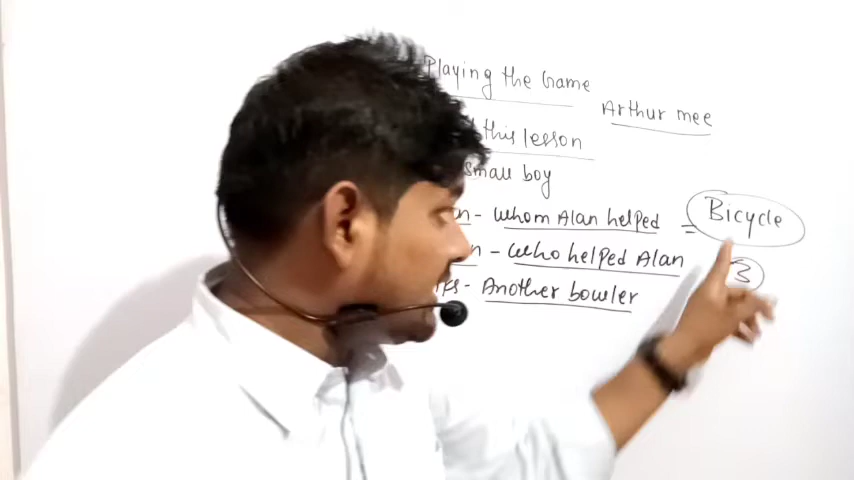 Playing the Game
Arthur mee
this lesson
small boy
- whom Alan helped = Bicycle
- who helped Alan 3
- Another bowler